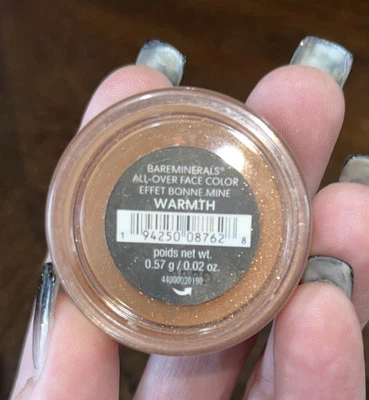 BAREMINERALS®
ALL-OVER FACE COLOR
EFFET BONNE MINE
WARMTH
1 94250 08762 8
poids net wt.
0.57 g / 0.02 oz.